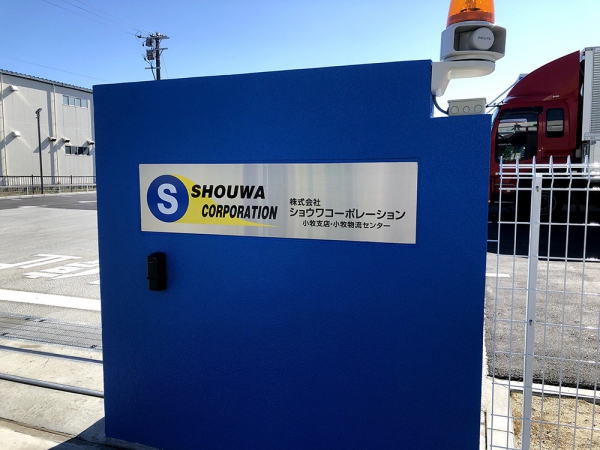 S
SHOUWA
CORPORATION
株式会社
ショウワコーポレーション
小牧支店・小牧物流センター